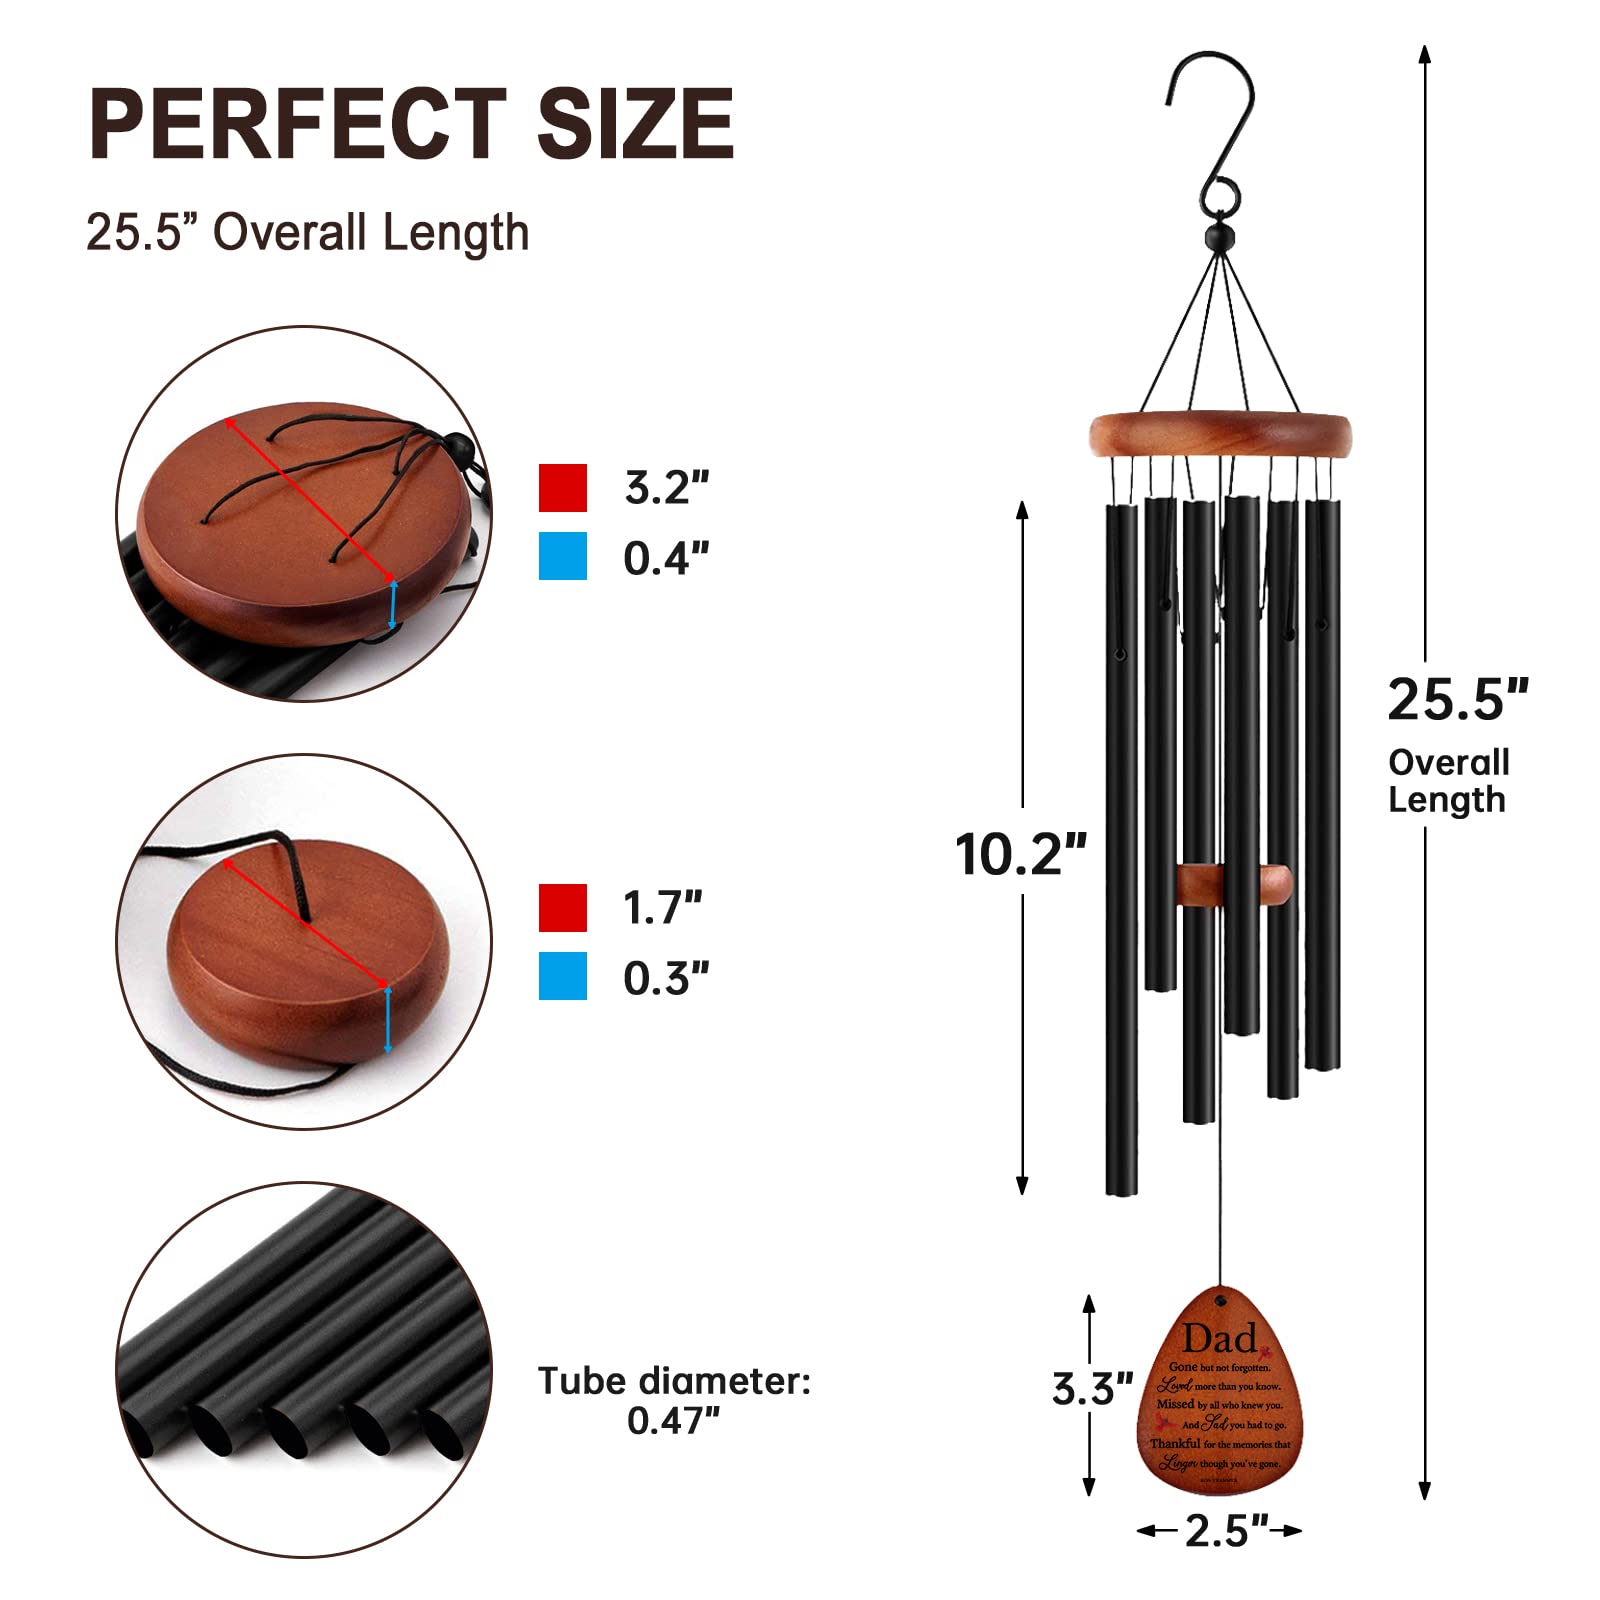 PERFECT SIZE
25.5” Overall Length
3.2"
0.4"
1.7"
0.3"
Tube diameter:
0.47"
10.2"
25.5"
Overall
Length
3.3"
2.5"
Dad
Gone but not forgotten.
Loved more than you know.
Missed by all who knew you.
And Sad you had to go.
Thankful for the memories that
Linger though you've gone.